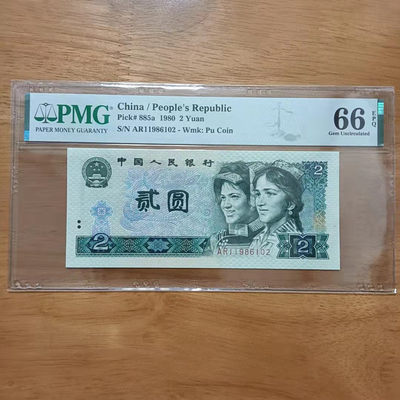 PMG
PAPER MONEY GUARANTY
China / People's Republic
Pick# 885a 1980 2 Yuan
S/N AR11986102 - Wmk: Pu Coin
66 EPQ
Gem Uncirculated
中国人民银行
2
贰圆
2
2
AR11986102